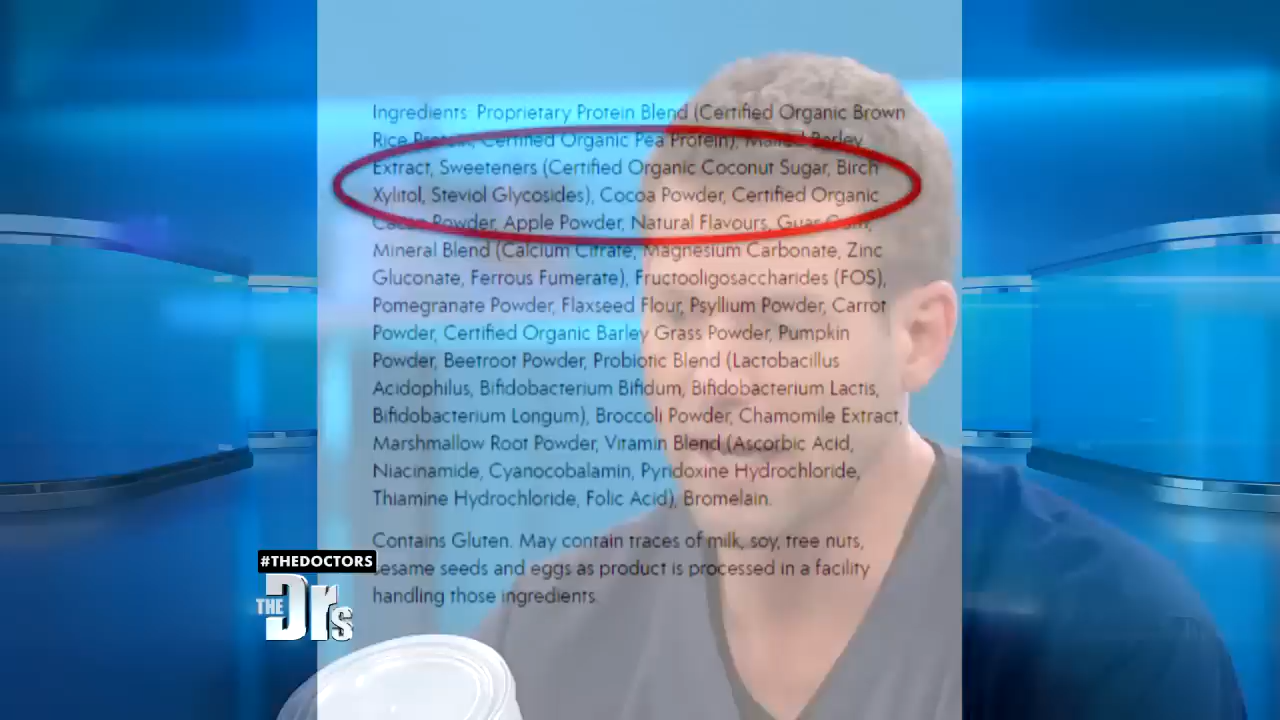 Ingredients: Proprietary Protein Blend (Certified Organic Brown
Rice Protein, Certified Organic Pea Protein), Malted Barley
Extract, Sweeteners (Certified Organic Coconut Sugar, Birch
Xylitol, Steviol Glycosides), Cocoa Powder, Certified Organic
Cacao Powder, Apple Powder, Natural Flavours, Guar Gum,
Mineral Blend (Calcium Citrate, Magnesium Carbonate, Zinc
Gluconate, Ferrous Fumerate), Fructooligosaccharides (FOS),
Pomegranate Powder, Flaxseed Flour, Psyllium Powder, Carrot
Powder, Certified Organic Barley Grass Powder, Pumpkin
Powder, Beetroot Powder, Probiotic Blend (Lactobacillus
Acidophilus, Bifidobacterium Bifidum, Bifidobacterium Lactis,
Bifidobacterium Longum), Broccoli Powder, Chamomile Extract,
Marshmallow Root Powder, Vitamin Blend (Ascorbic Acid,
Niacinamide, Cyanocobalamin, Pyridoxine Hydrochloride,
Thiamine Hydrochloride, Folic Acid), Bromelain.
Contains Gluten. May contain traces of milk, soy, tree nuts,
sesame seeds and eggs as product is processed in a facility
handling those ingredients.
#THEDOCTORS
THE Drs